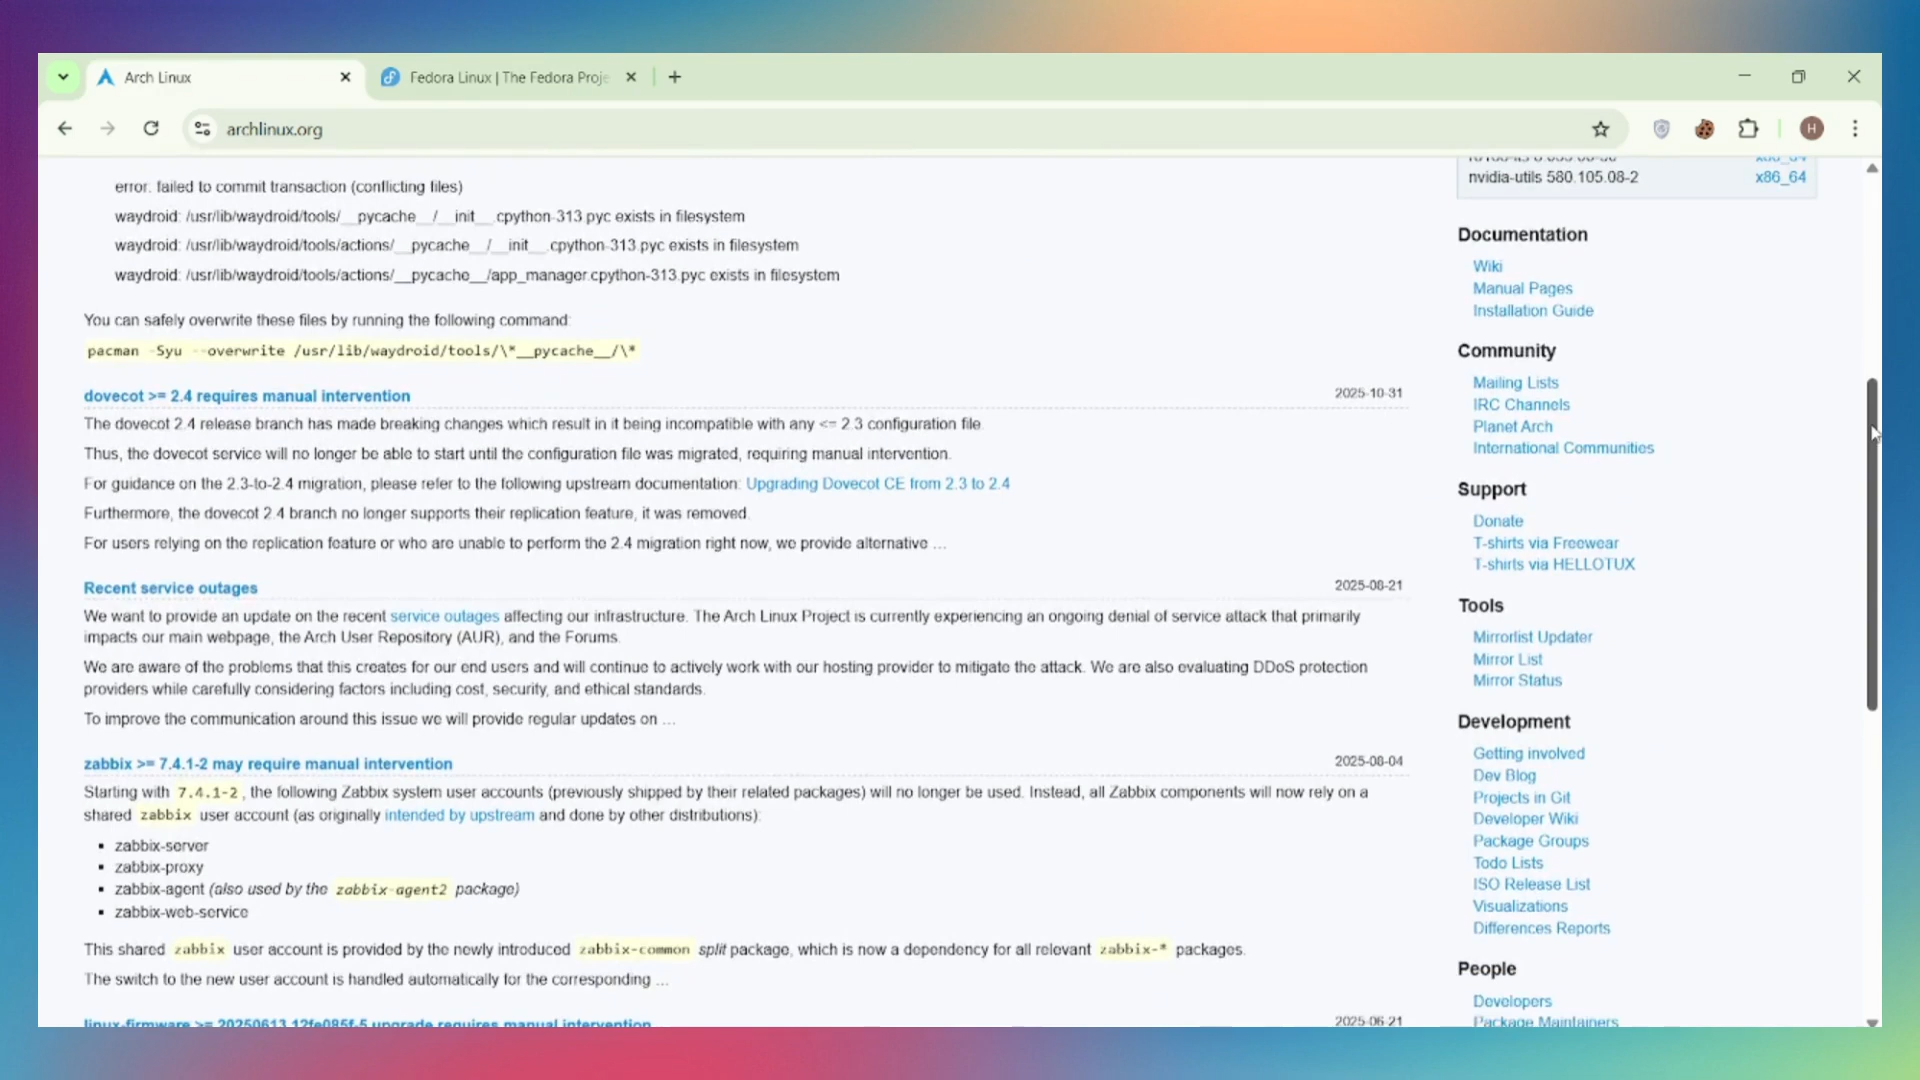 Arch Linux
Fedora Linux | The Fedora Proje
archlinux.org
H
error: failed to commit transaction (conflicting files)
waydroid: /usr/lib/waydroid/tools/__pycache__/__init__.cpython-313.pyc exists in filesystem
waydroid: /usr/lib/waydroid/tools/actions/__pycache__/__init__.cpython-313.pyc exists in filesystem
waydroid: /usr/lib/waydroid/tools/actions/__pycache__/app_manager.cpython-313.pyc exists in filesystem
You can safely overwrite these files by running the following command:
pacman -Syu --overwrite /usr/lib/waydroid/tools/\*__pycache__/\*
dovecot >= 2.4 requires manual intervention 2025-10-31
The dovecot 2.4 release branch has made breaking changes which result in it being incompatible with any <= 2.3 configuration file.
Thus, the dovecot service will no longer be able to start until the configuration file was migrated, requiring manual intervention.
For guidance on the 2.3-to-2.4 migration, please refer to the following upstream documentation: Upgrading Dovecot CE from 2.3 to 2.4
Furthermore, the dovecot 2.4 branch no longer supports their replication feature, it was removed.
For users relying on the replication feature or who are unable to perform the 2.4 migration right now, we provide alternative ...
Recent service outages 2025-08-21
We want to provide an update on the recent service outages affecting our infrastructure. The Arch Linux Project is currently experiencing an ongoing denial of service attack that primarily
impacts our main webpage, the Arch User Repository (AUR), and the Forums.
We are aware of the problems that this creates for our end users and will continue to actively work with our hosting provider to mitigate the attack. We are also evaluating DDoS protection
providers while carefully considering factors including cost, security, and ethical standards.
To improve the communication around this issue we will provide regular updates on ...
zabbix >= 7.4.1-2 may require manual intervention 2025-08-04
Starting with 7.4.1-2, the following Zabbix system user accounts (previously shipped by their related packages) will no longer be used. Instead, all Zabbix components will now rely on a
shared zabbix user account (as originally intended by upstream and done by other distributions):
▪ zabbix-server
▪ zabbix-proxy
▪ zabbix-agent (also used by the zabbix-agent2 package)
▪ zabbix-web-service
This shared zabbix user account is provided by the newly introduced zabbix-common split package, which is now a dependency for all relevant zabbix-* packages.
The switch to the new user account is handled automatically for the corresponding ...
linux-firmware >= 20250613.12fe085f-5 upgrade requires manual intervention 2025-06-21
x86_64
nvidia-utils 580.105.08-2 x86_64
Documentation
Wiki
Manual Pages
Installation Guide
Community
Mailing Lists
IRC Channels
Planet Arch
International Communities
Support
Donate
T-shirts via Freewear
T-shirts via HELLOTUX
Tools
Mirrorlist Updater
Mirror List
Mirror Status
Development
Getting involved
Dev Blog
Projects in Git
Developer Wiki
Package Groups
Todo Lists
ISO Release List
Visualizations
Differences Reports
People
Developers
Package Maintainers